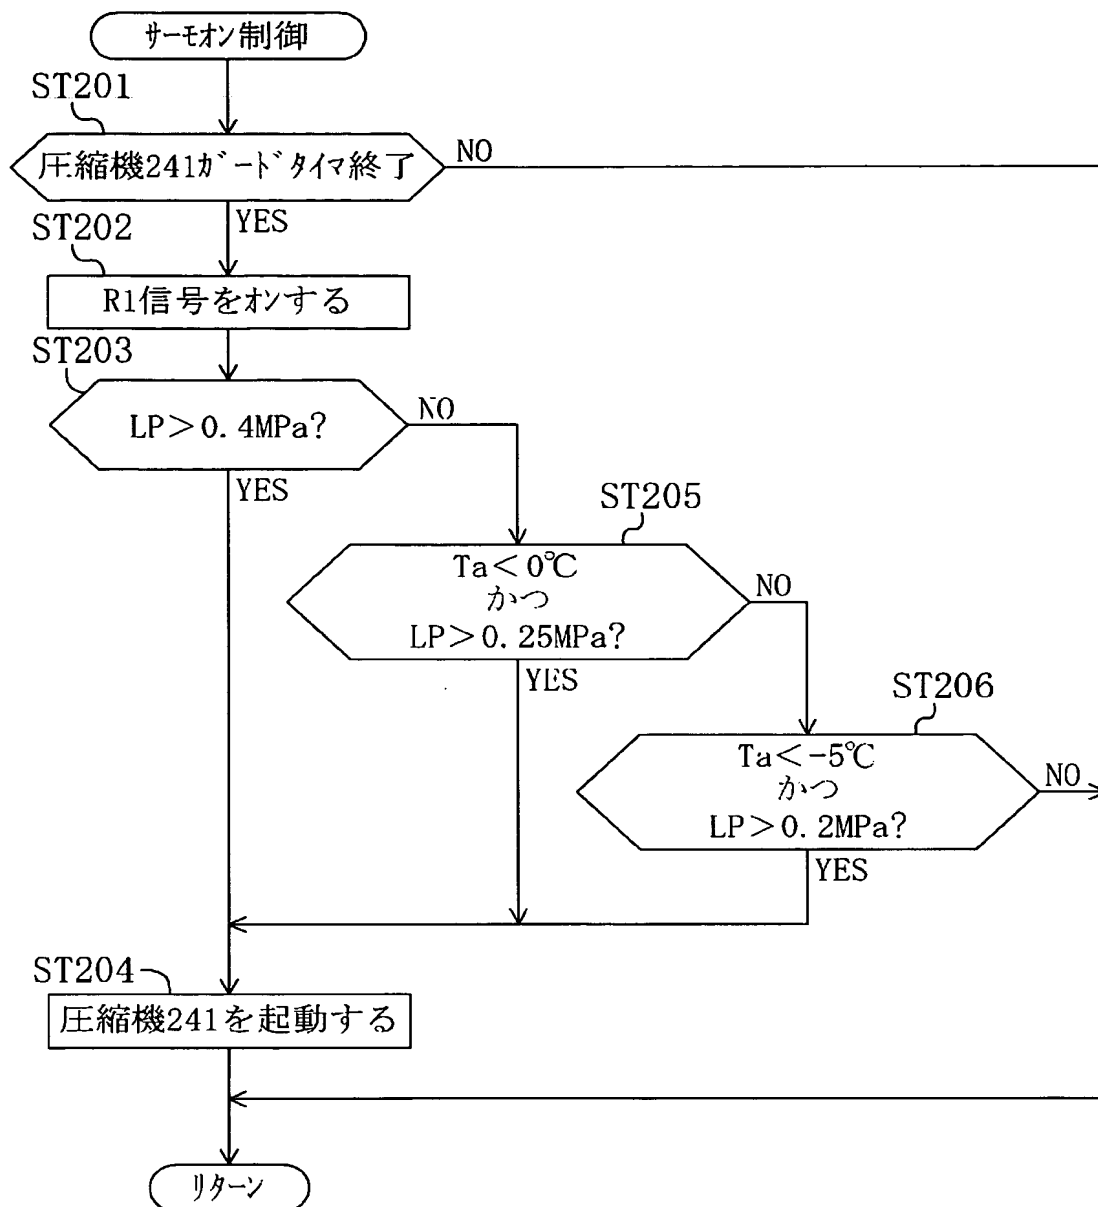 サーモオン制御
ST201
圧縮機241ガードタイマ終了
NO
YES
ST202
R1信号をオンする
ST203
LP＞0.4MPa?
NO
YES
ST205
Ta＜0℃
かつ
LP＞0.25MPa?
NO
YES
ST206
Ta＜-5℃
かつ
LP＞0.2MPa?
NO
YES
ST204
圧縮機241を起動する
リターン